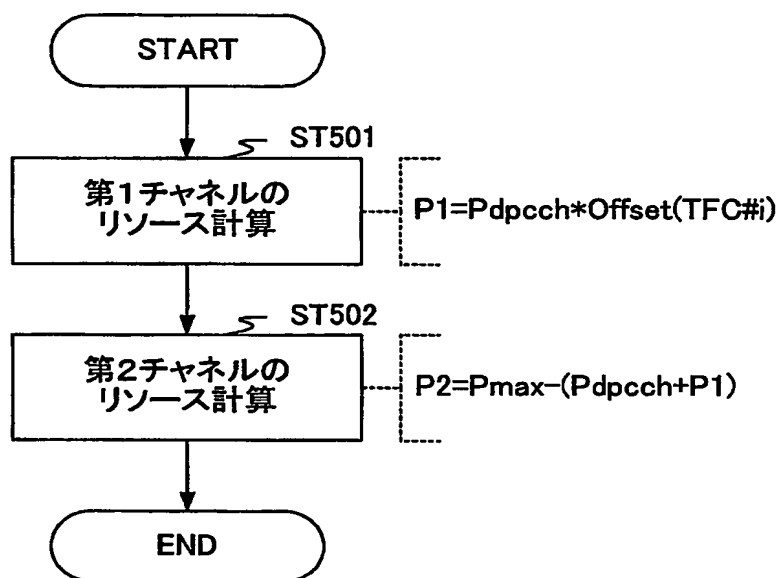 START
ST501
第1チャネルの
リソース計算
P1=Pdpcch*Offset(TFC#i)
ST502
第2チャネルの
リソース計算
P2=Pmax-(Pdpcch+P1)
END